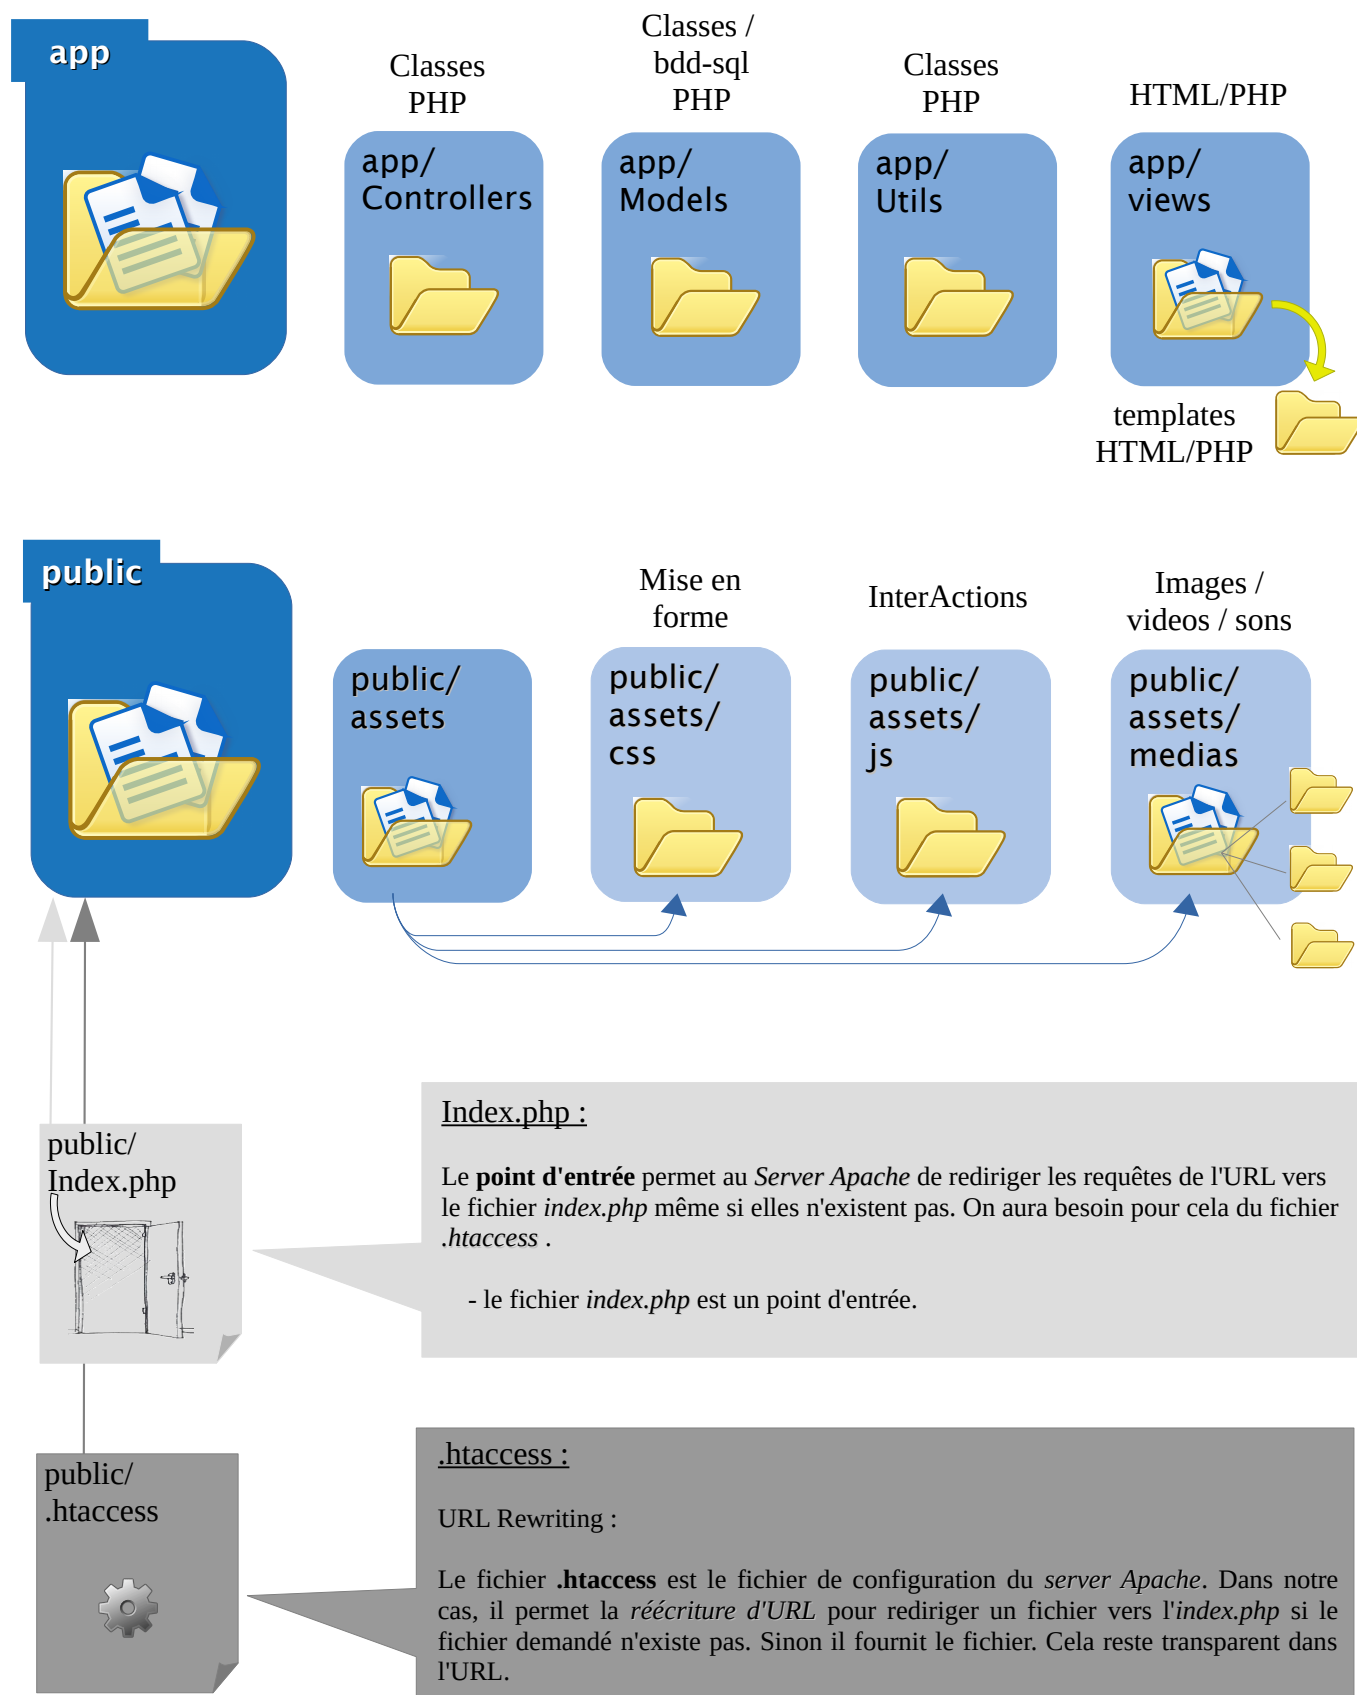 app
Classes
PHP
Classes /
bdd-sql
PHP
Classes
PHP
HTML/PHP
app/
Controllers
app/
Models
app/
Utils
app/
views
templates
HTML/PHP
public
Mise en
forme
InterActions
Images /
videos / sons
public/
assets
public/
assets/
css
public/
assets/
js
public/
assets/
medias
public/
Index.php
Index.php :
Le point d'entrée permet au Server Apache de rediriger les requêtes de l'URL vers
le fichier index.php même si elles n'existent pas. On aura besoin pour cela du fichier
.htaccess .
- le fichier index.php est un point d'entrée.
public/
.htaccess
.htaccess :
URL Rewriting :
Le fichier .htaccess est le fichier de configuration du server Apache. Dans notre
cas, il permet la réécriture d'URL pour rediriger un fichier vers l'index.php si le
fichier demandé n'existe pas. Sinon il fournit le fichier. Cela reste transparent dans
l'URL.